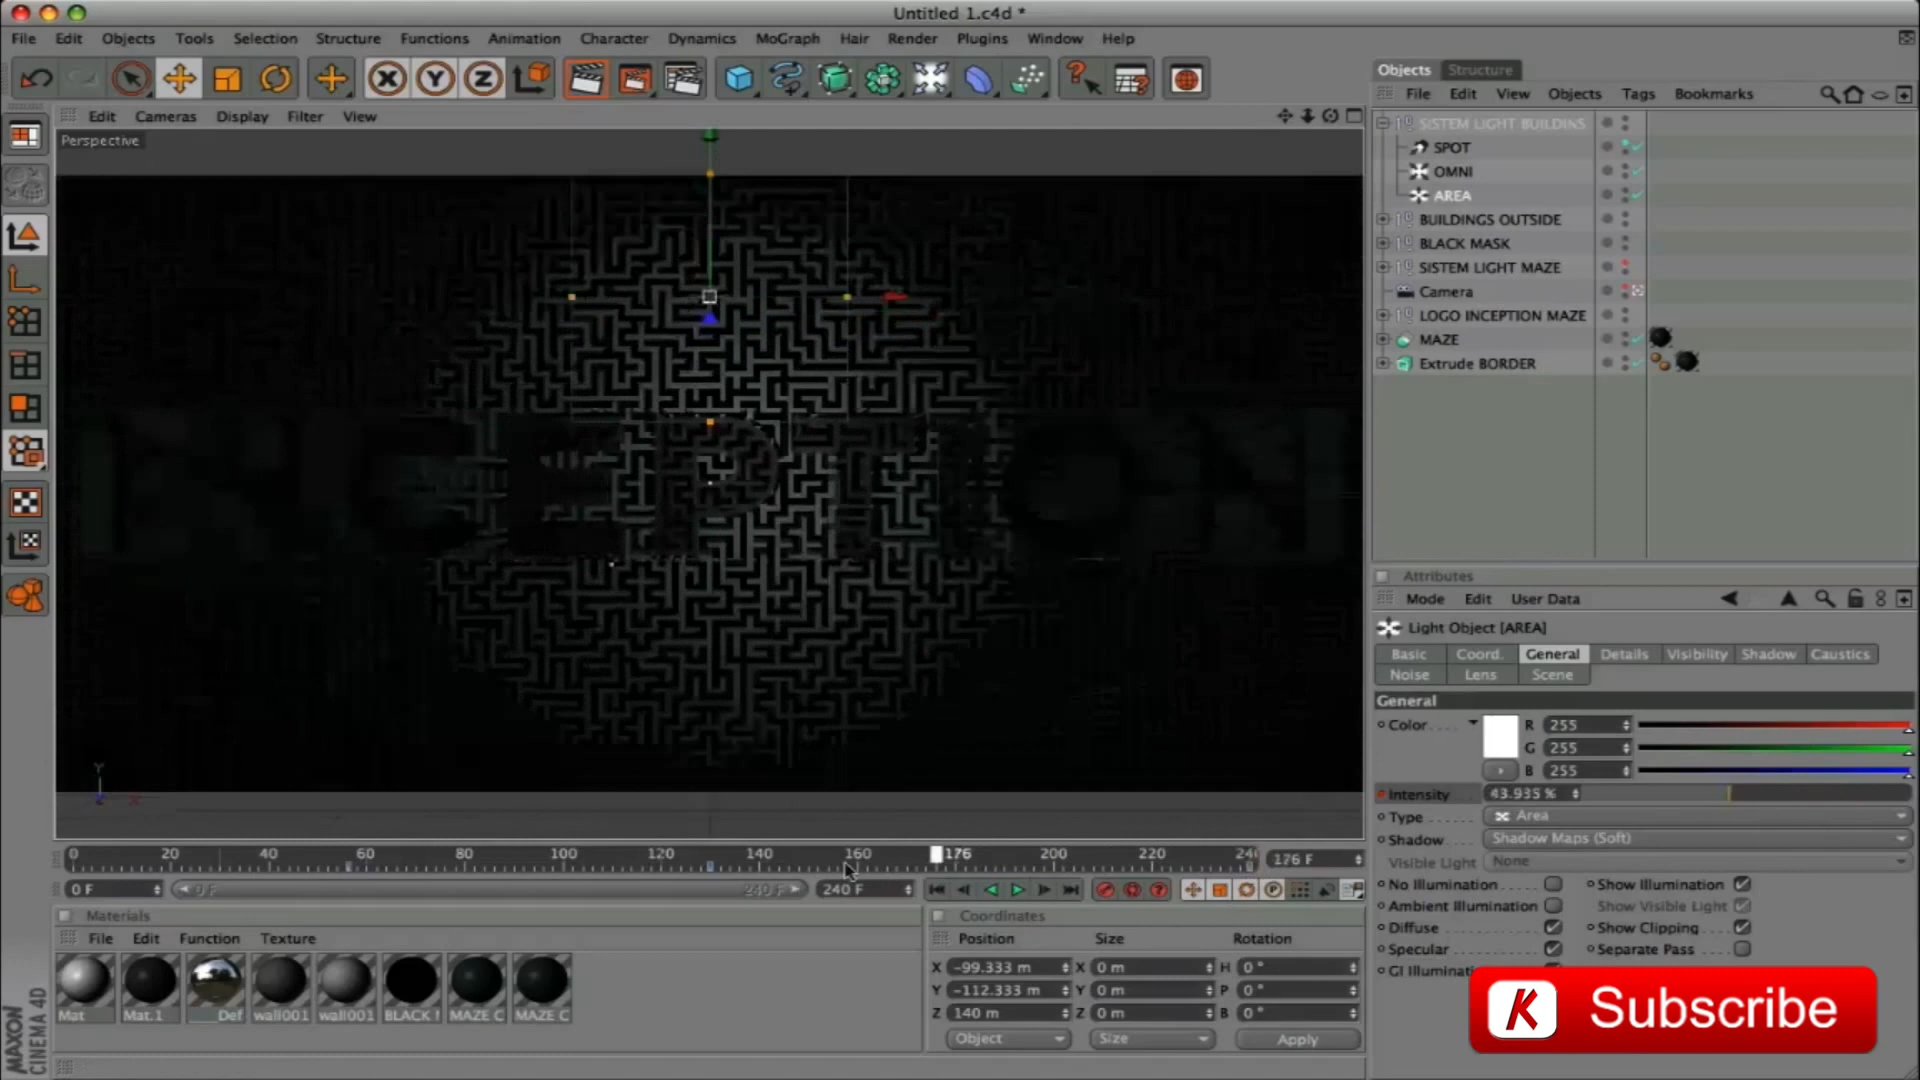 Untitled 1.c4d *
File Edit Objects Tools Selection Structure Functions Animation Character Dynamics MoGraph Hair Render Plugins Window Help
X Y Z
Objects Structure
File Edit View Objects Tags Bookmarks
Edit Cameras Display Filter View
Perspective
SISTEM LIGHT BUILDINS
SPOT
OMNI
AREA
BUILDINGS OUTSIDE
BLACK MASK
SISTEM LIGHT MAZE
Camera
LOGO INCEPTION MAZE
MAZE
Extrude BORDER
Attributes
Mode Edit User Data
Light Object [AREA]
Basic Coord. General Details Visibility Shadow Caustics
Noise Lens Scene
General
Color R 255
G 255
B 255
Intensity 43.935 %
Type Area
Shadow Shadow Maps (Soft)
Visible Light None
No Illumination Show Illumination
Ambient Illumination Show Visible Light
Diffuse Show Clipping
Specular Separate Pass
Y
X
0 20 40 60 80 100 120 140 160 176 200 220 176 F
0 F 0 F 240 F 240 F
Materials
File Edit Function Texture
Mat Mat.1 Def wall001 wall001 MAZE C MAZE C
Coordinates
Position Size Rotation
X -99.333 m X 0 m H 0 °
Y -112.333 m Y 0 m P 0 °
Z 140 m Z 0 m B 0 °
Object Size Apply
MAXON
CINEMA 4D
K Subscribe